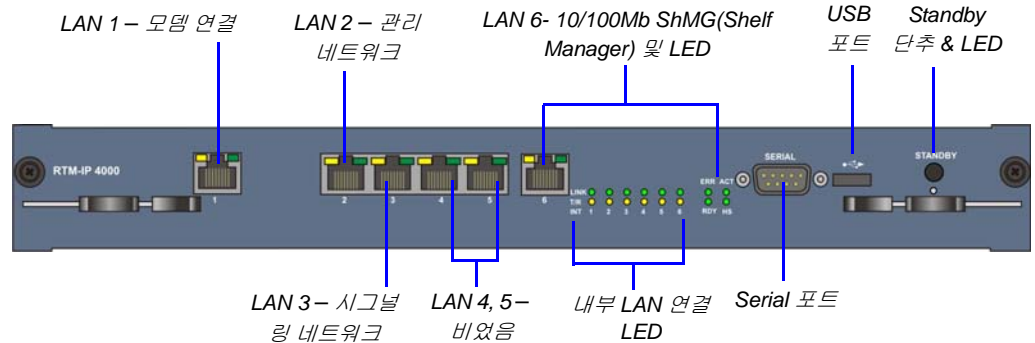 LAN 1 – 모뎀 연결
LAN 2 – 관리
네트워크
LAN 6- 10/100Mb ShMG(Shelf
Manager) 및 LED
USB
포트
Standby
단추 & LED
RTM-IP 4000
SERIAL
STANDBY
ERR ACT
LINK
T/R
INT 1 2 3 4 5 6
RDY HS
1
2 3 4 5
6
LAN 3 – 시그널
링 네트워크
LAN 4, 5 –
비었음
내부 LAN 연결
LED
Serial 포트